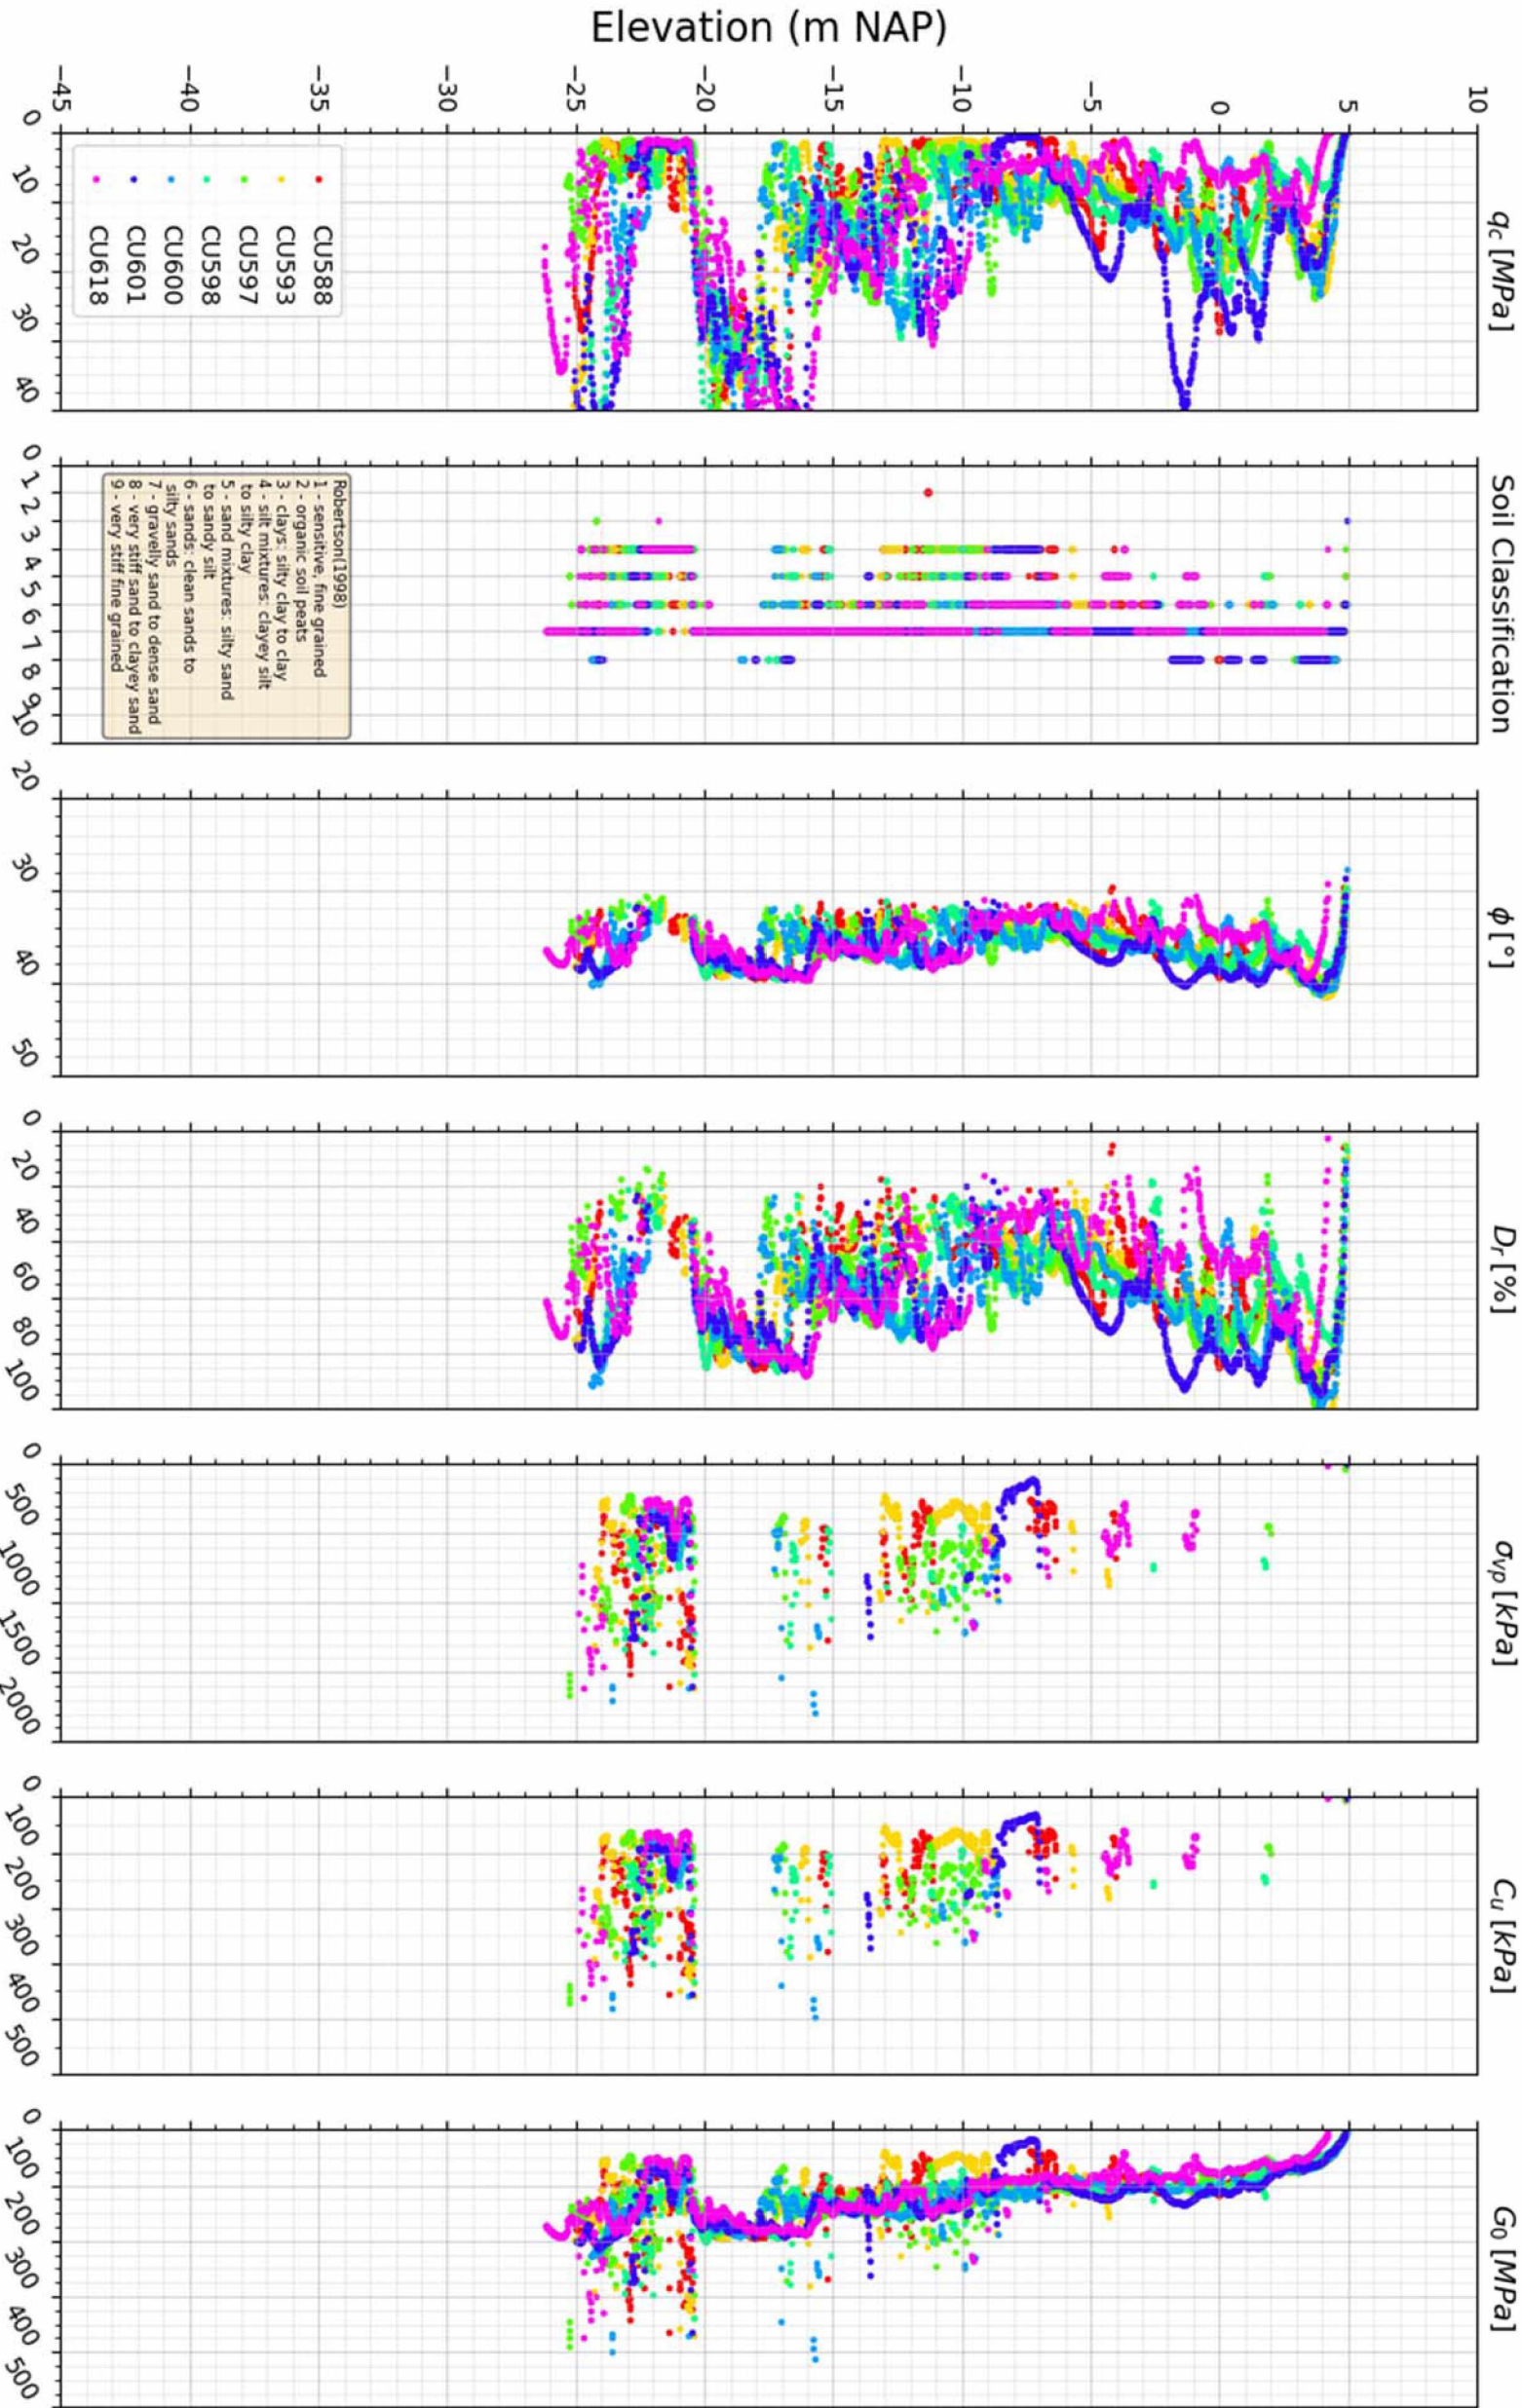 Elevation (m NAP)
10
5
0
−5
−10
−15
−20
−25
−30
−35
−40
−45
q_c [MPa]
CU588
CU593
CU597
CU598
CU600
CU601
CU618
0 10 20 30 40
Soil Classification
Robertson(1998)
1 - sensitive, fine grained
2 - organic soil peats
3 - clays: silty clay to clay
4 - silt mixtures: clayey silt
to silty clay
5 - sand mixtures: silty sand
to sandy silt
6 - sands: clean sands to
silty sands
7 - gravelly sand to dense sand
8 - very stiff sand to clayey sand
9 - very stiff fine grained
0 1 2 3 4 5 6 7 8 9 10
ϕ [°]
20 30 40 50
D_r [%]
0 20 40 60 80 100
σ_vp [kPa]
0 500 1000 1500 2000
C_u [kPa]
0 100 200 300 400 500
G_0 [MPa]
0 100 200 300 400 500